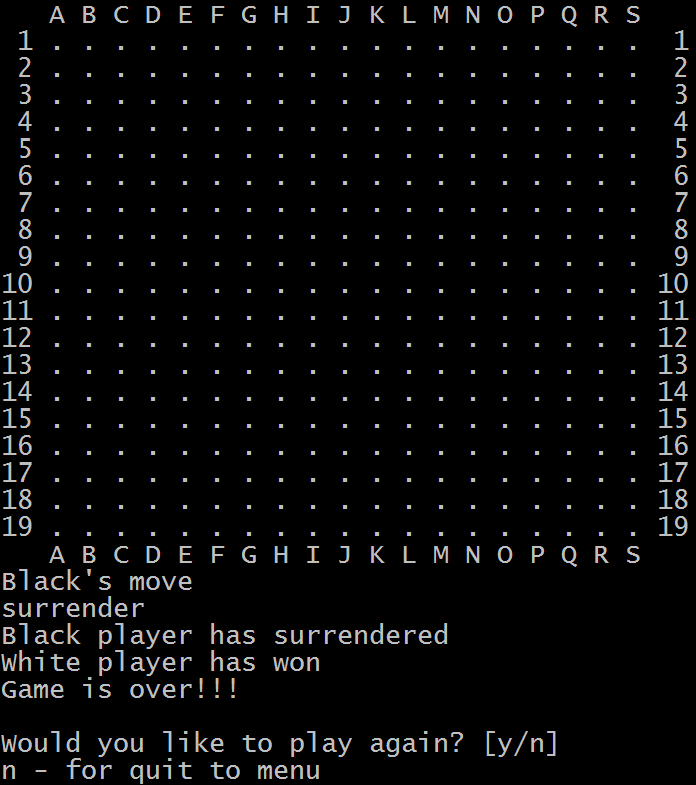 A B C D E F G H I J K L M N O P Q R S
1 . . . . . . . . . . . . . . . . . . . 1
2 . . . . . . . . . . . . . . . . . . . 2
3 . . . . . . . . . . . . . . . . . . . 3
4 . . . . . . . . . . . . . . . . . . . 4
5 . . . . . . . . . . . . . . . . . . . 5
6 . . . . . . . . . . . . . . . . . . . 6
7 . . . . . . . . . . . . . . . . . . . 7
8 . . . . . . . . . . . . . . . . . . . 8
9 . . . . . . . . . . . . . . . . . . . 9
10 . . . . . . . . . . . . . . . . . . . 10
11 . . . . . . . . . . . . . . . . . . . 11
12 . . . . . . . . . . . . . . . . . . . 12
13 . . . . . . . . . . . . . . . . . . . 13
14 . . . . . . . . . . . . . . . . . . . 14
15 . . . . . . . . . . . . . . . . . . . 15
16 . . . . . . . . . . . . . . . . . . . 16
17 . . . . . . . . . . . . . . . . . . . 17
18 . . . . . . . . . . . . . . . . . . . 18
19 . . . . . . . . . . . . . . . . . . . 19
A B C D E F G H I J K L M N O P Q R S
Black's move
surrender
Black player has surrendered
White player has won
Game is over!!!
Would you like to play again? [y/n]
n - for quit to menu